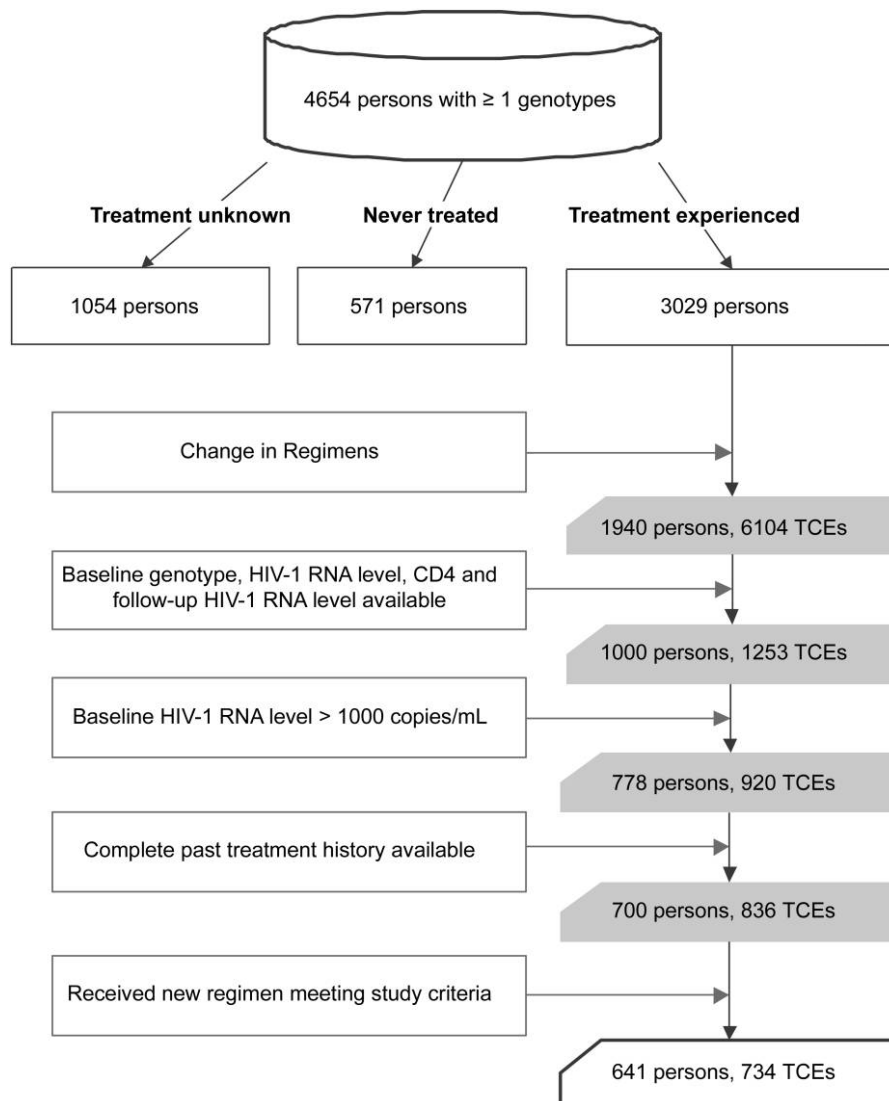 4654 persons with ≥ 1 genotypes
Treatment unknown
Never treated
Treatment experienced
1054 persons
571 persons
3029 persons
Change in Regimens
1940 persons, 6104 TCEs
Baseline genotype, HIV-1 RNA level, CD4 and
follow-up HIV-1 RNA level available
1000 persons, 1253 TCEs
Baseline HIV-1 RNA level > 1000 copies/mL
778 persons, 920 TCEs
Complete past treatment history available
700 persons, 836 TCEs
Received new regimen meeting study criteria
641 persons, 734 TCEs